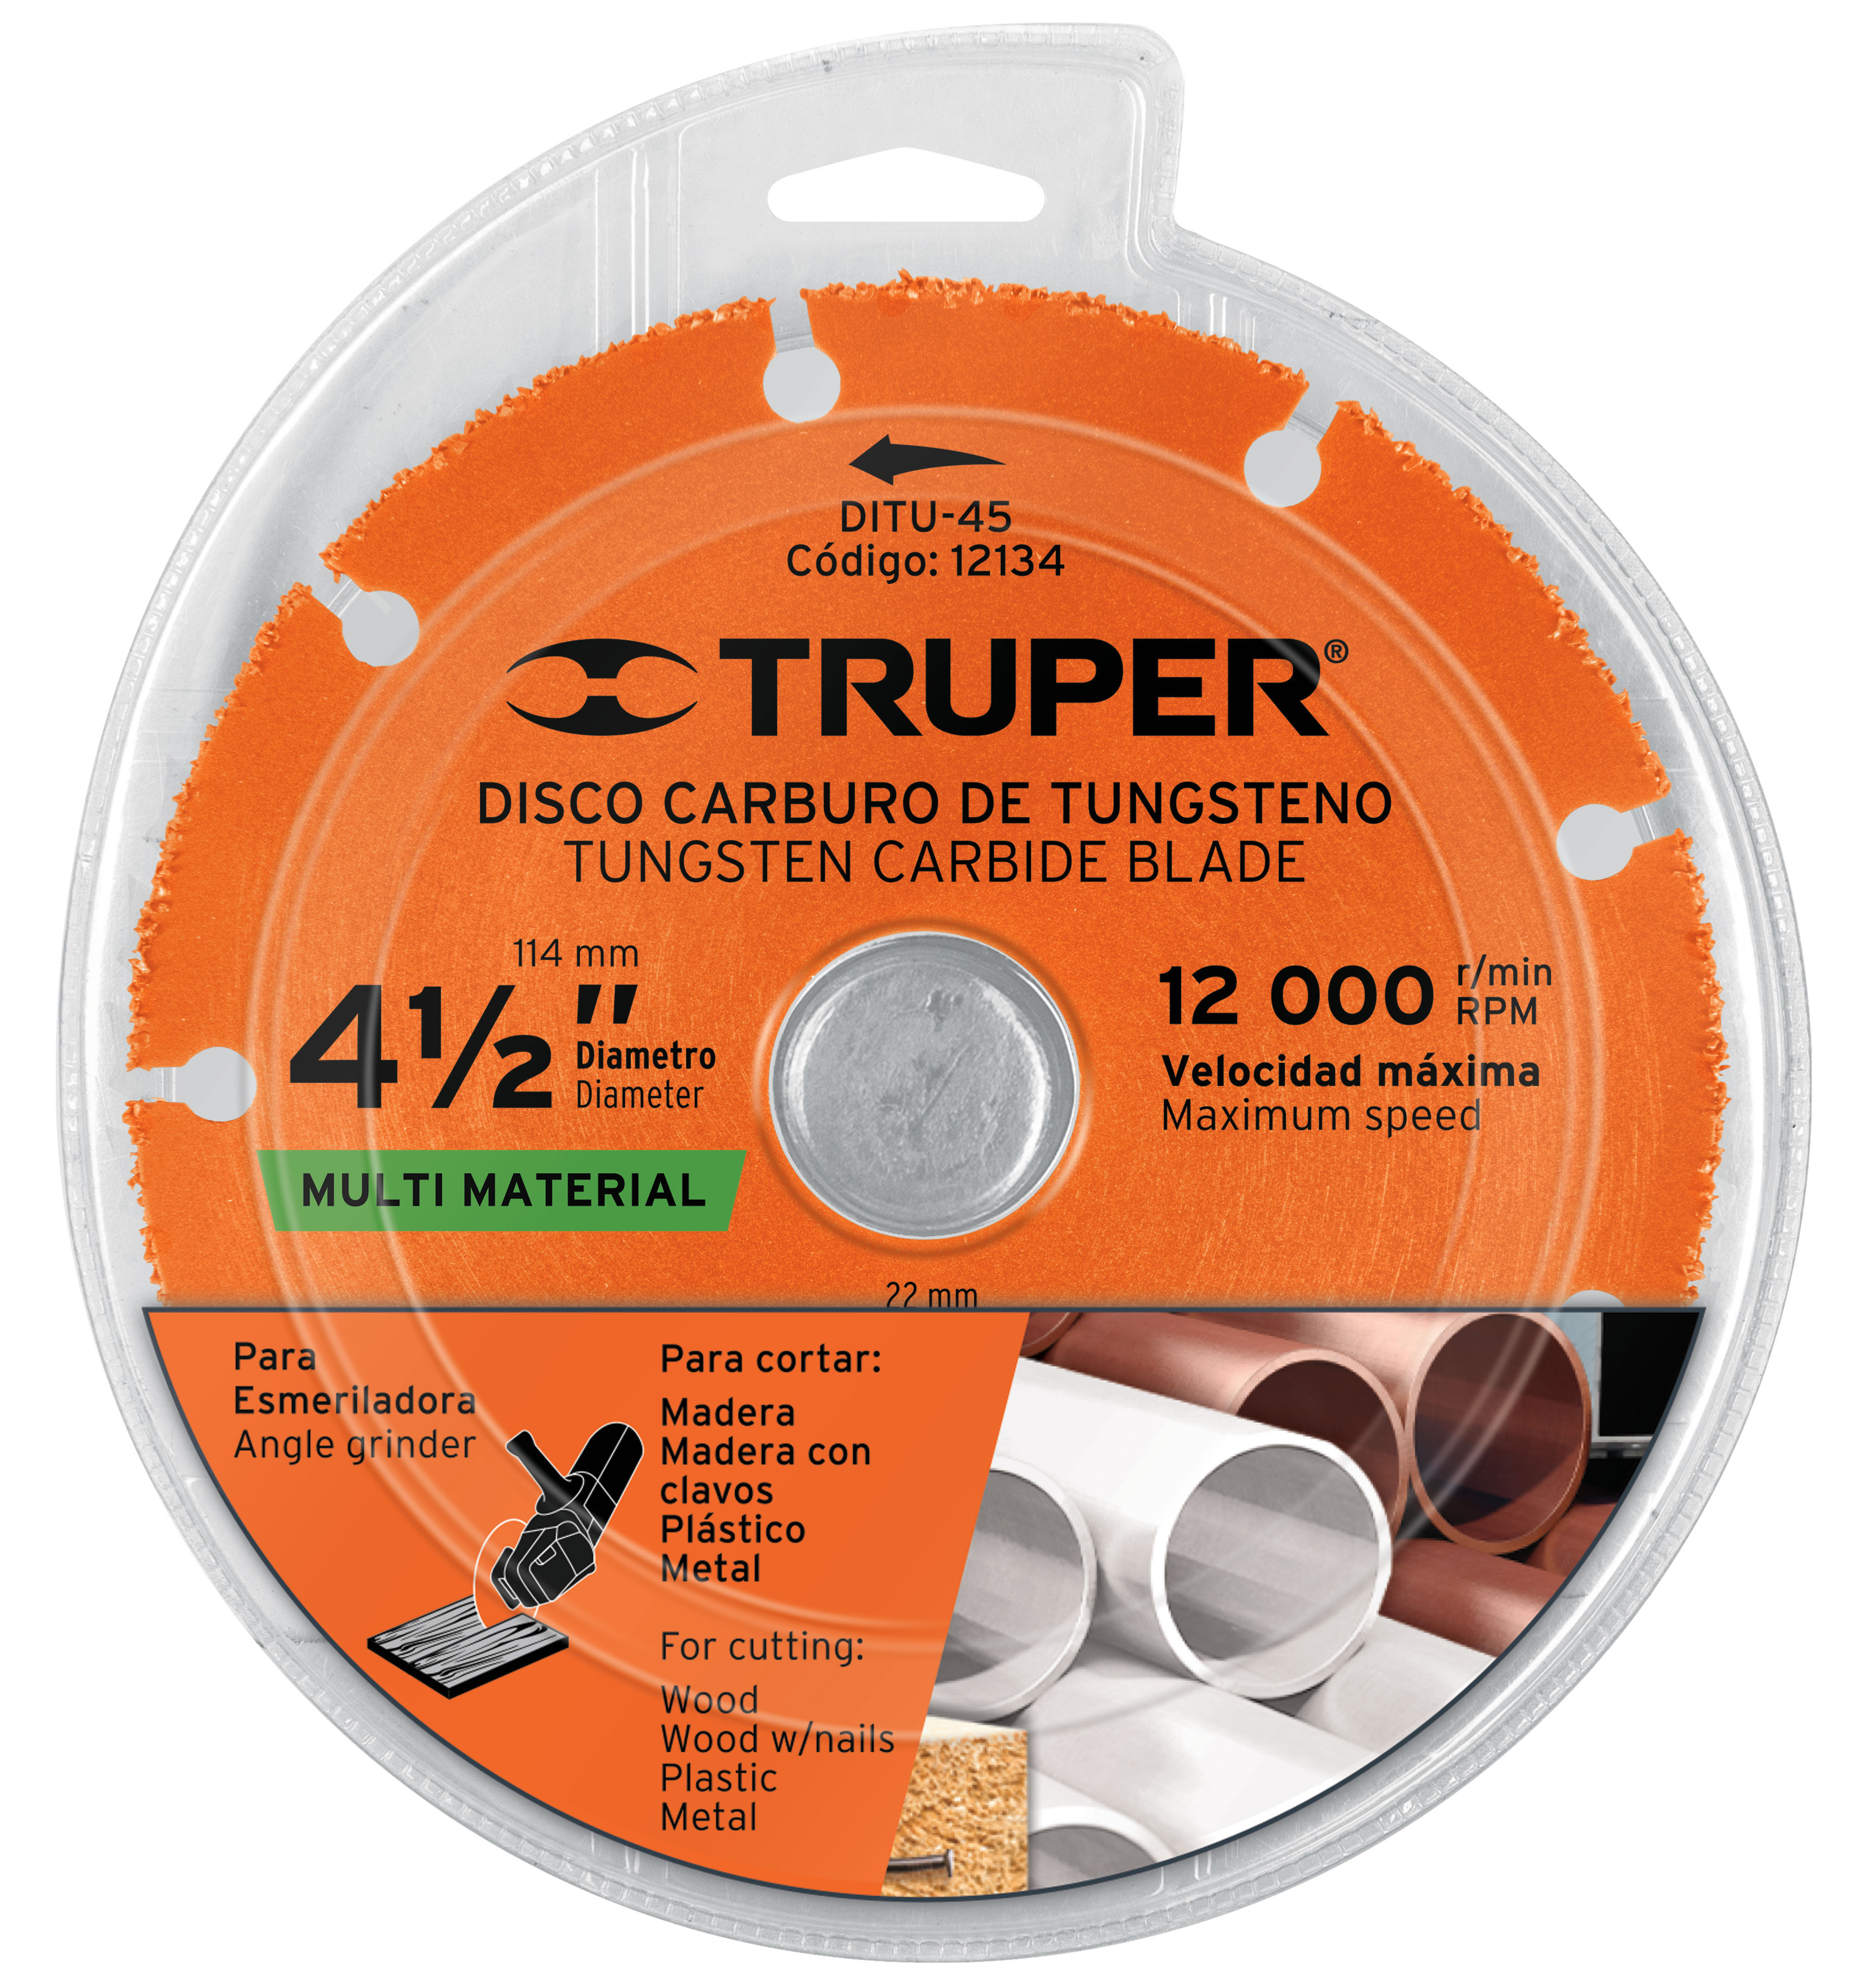 DITU-45
Código: 12134
TRUPER®
DISCO CARBURO DE TUNGSTENO
TUNGSTEN CARBIDE BLADE
114 mm
4½"
Diametro
Diameter
MULTI MATERIAL
12 000 r/min
RPM
Velocidad máxima
Maximum speed
22 mm
Para
Esmeriladora
Angle grinder
Para cortar:
Madera
Madera con
clavos
Plástico
Metal
For cutting:
Wood
Wood w/nails
Plastic
Metal